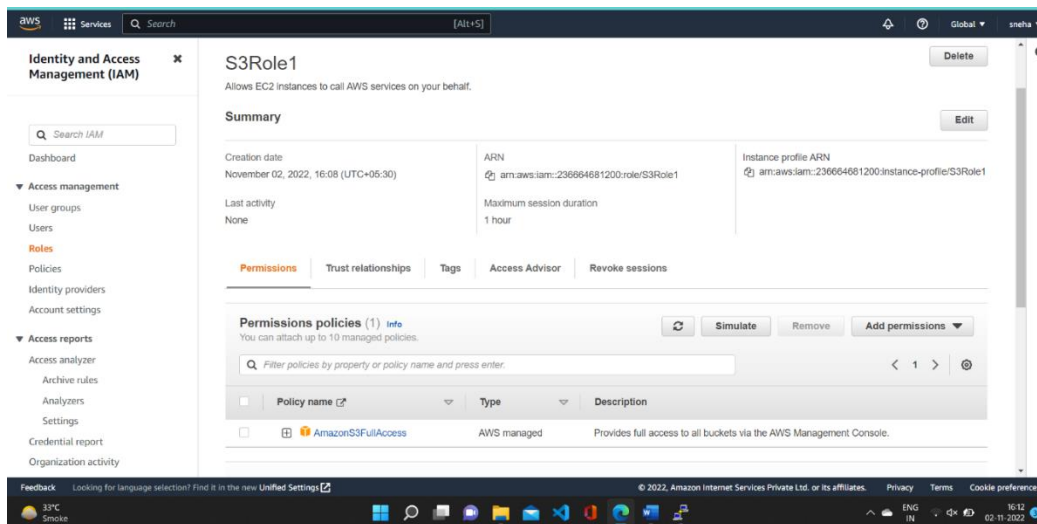 aws Services Search [Alt+S] Global sneha
Identity and Access Management (IAM)
Search IAM
Dashboard
Access management
User groups
Users
Roles
Policies
Identity providers
Account settings
Access reports
Access analyzer
Archive rules
Analyzers
Settings
Credential report
Organization activity
S3Role1
Delete
Allows EC2 instances to call AWS services on your behalf.
Summary
Edit
Creation date
November 02, 2022, 16:08 (UTC+05:30)
ARN
arn:aws:iam::236664681200:role/S3Role1
Instance profile ARN
arn:aws:iam::236664681200:instance-profile/S3Role1
Last activity
None
Maximum session duration
1 hour
Permissions Trust relationships Tags Access Advisor Revoke sessions
Permissions policies (1) Info
You can attach up to 10 managed policies.
Simulate Remove Add permissions
Filter policies by property or policy name and press enter.
1
Policy name Type Description
AmazonS3FullAccess AWS managed Provides full access to all buckets via the AWS Management Console.
Feedback Looking for language selection? Find it in the new Unified Settings © 2022, Amazon Internet Services Private Ltd. or its affiliates. Privacy Terms Cookie preference
33°C
Smoke
ENG
IN
16:12
02-11-2022